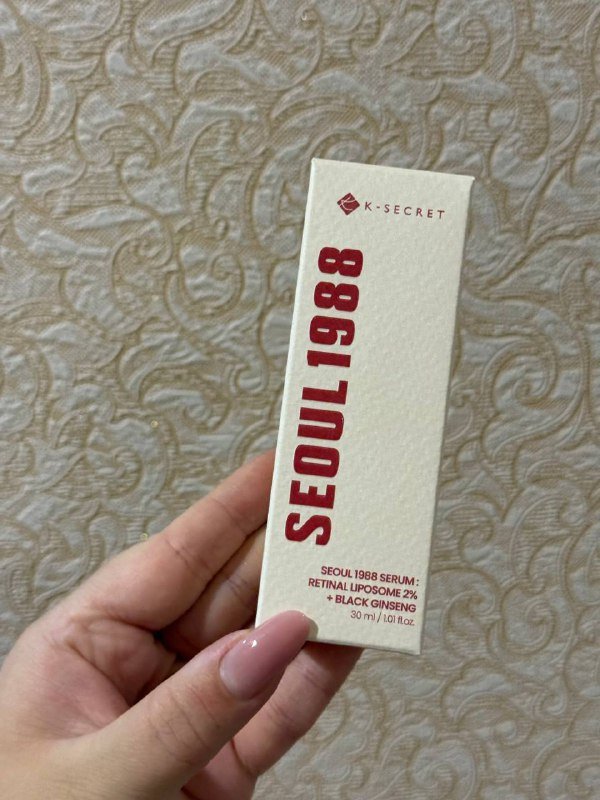 K-SECRET
SEOUL 1988
SEOUL 1988 SERUM :
RETINAL LIPOSOME 2%
+ BLACK GINSENG
30 ml / 1.01 fl.oz.